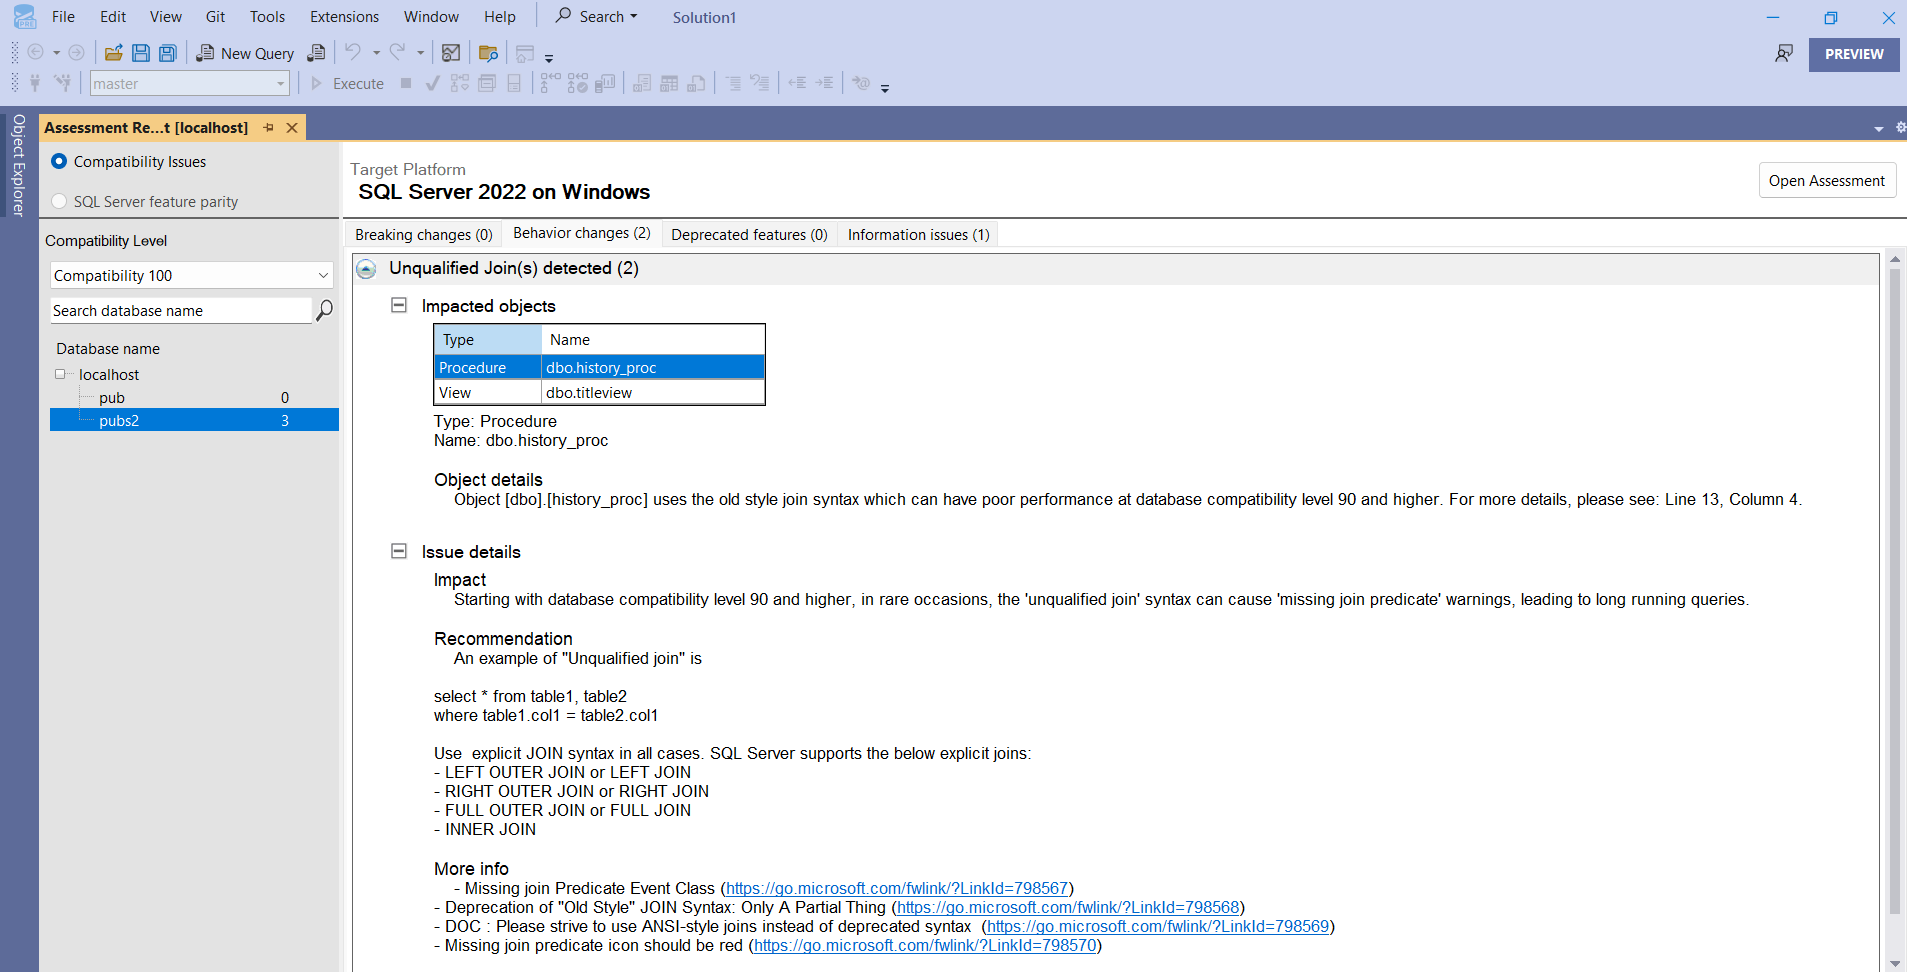 File Edit View Git Tools Extensions Window Help Search Solution1
New Query
PREVIEW
master Execute
Object Explorer
Assessment Re...t [localhost]
Compatibility Issues
SQL Server feature parity
Compatibility Level
Compatibility 100
Search database name
Database name
localhost
pub 0
pubs2 3
Target Platform
SQL Server 2022 on Windows
Open Assessment
Breaking changes (0) Behavior changes (2) Deprecated features (0) Information issues (1)
Unqualified Join(s) detected (2)
Impacted objects
Type Name
Procedure dbo.history_proc
View dbo.titleview
Type: Procedure
Name: dbo.history_proc
Object details
Object [dbo].[history_proc] uses the old style join syntax which can have poor performance at database compatibility level 90 and higher. For more details, please see: Line 13, Column 4.
Issue details
Impact
Starting with database compatibility level 90 and higher, in rare occasions, the 'unqualified join' syntax can cause 'missing join predicate' warnings, leading to long running queries.
Recommendation
An example of "Unqualified join" is
select * from table1, table2
where table1.col1 = table2.col1
Use  explicit JOIN syntax in all cases. SQL Server supports the below explicit joins:
- LEFT OUTER JOIN or LEFT JOIN
- RIGHT OUTER JOIN or RIGHT JOIN
- FULL OUTER JOIN or FULL JOIN
- INNER JOIN
More info
- Missing join Predicate Event Class (https://go.microsoft.com/fwlink/?LinkId=798567)
- Deprecation of "Old Style" JOIN Syntax: Only A Partial Thing (https://go.microsoft.com/fwlink/?LinkId=798568)
- DOC : Please strive to use ANSI-style joins instead of deprecated syntax  (https://go.microsoft.com/fwlink/?LinkId=798569)
- Missing join predicate icon should be red (https://go.microsoft.com/fwlink/?LinkId=798570)